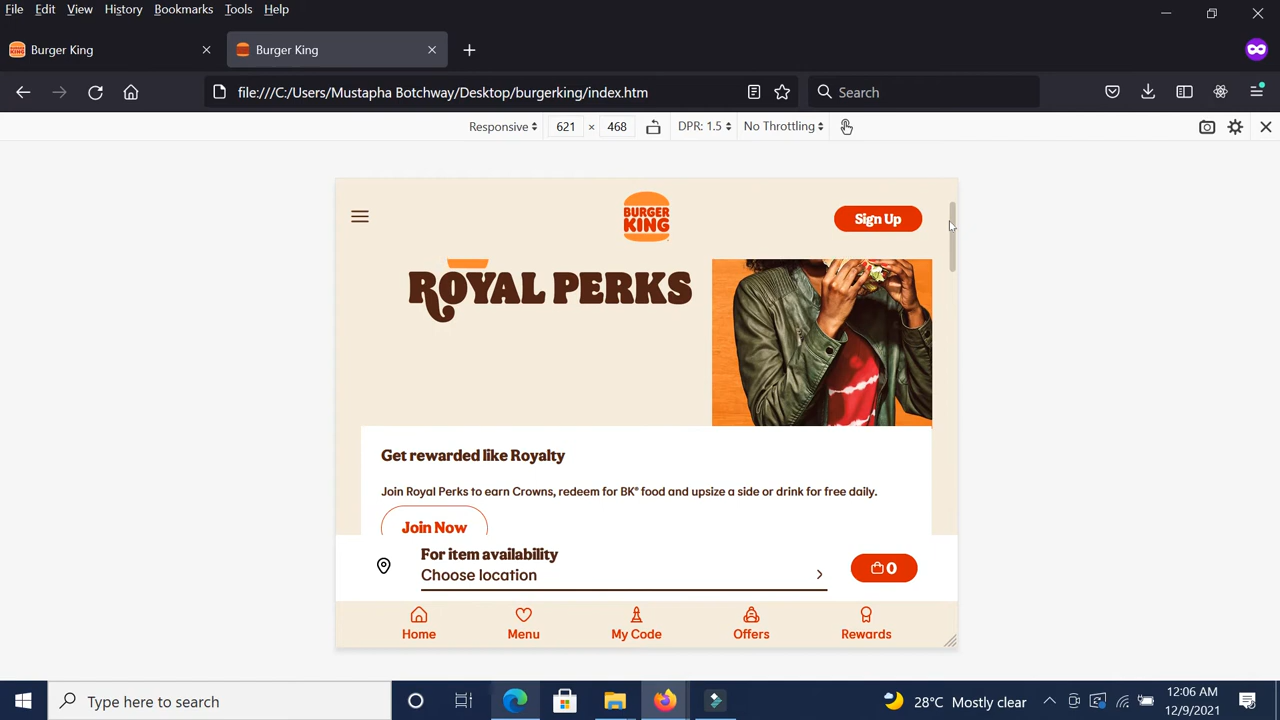 File Edit View History Bookmarks Tools Help
Burger King
Burger King
file:///C:/Users/Mustapha Botchway/Desktop/burgerking/index.htm
Search
Responsive 621 × 468 DPR: 1.5 No Throttling
BURGER
KING
Sign Up
ROYAL PERKS
Get rewarded like Royalty
Join Royal Perks to earn Crowns, redeem for BK® food and upsize a side or drink for free daily.
Join Now
For item availability
Choose location
0
Home Menu My Code Offers Rewards
Type here to search
28°C Mostly clear
12:06 AM
12/9/2021
3